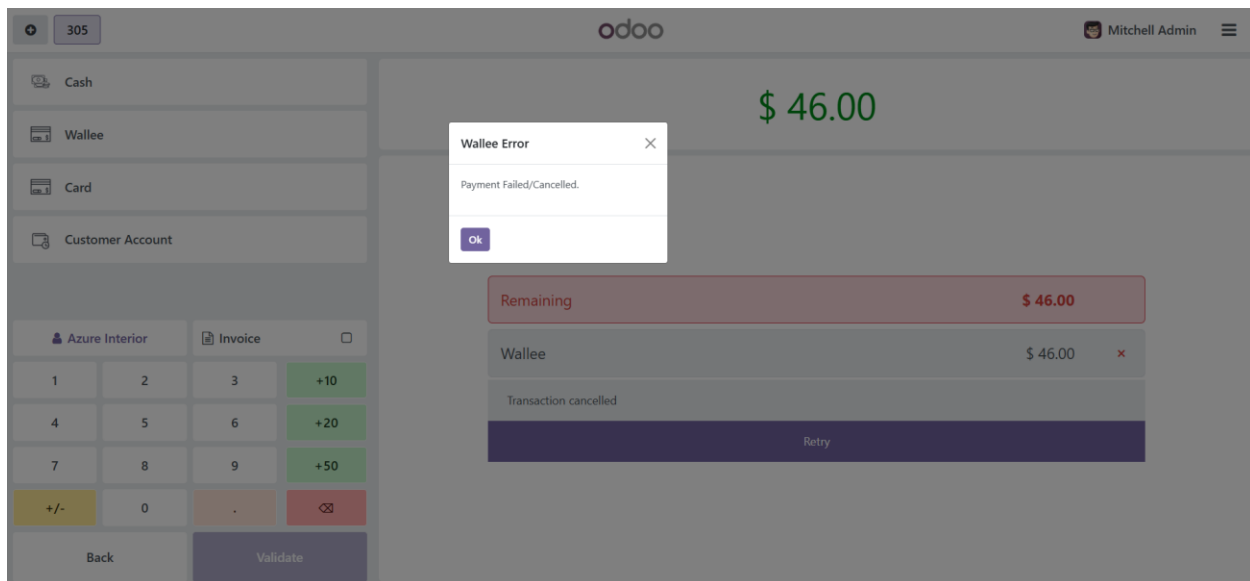 305
odoo
Mitchell Admin
Cash
Wallee
Card
Customer Account
$ 46.00
Wallee Error
Payment Failed/Cancelled.
Ok
Remaining $ 46.00
Wallee $ 46.00 ×
Transaction cancelled
Retry
Azure Interior Invoice
1 2 3 +10
4 5 6 +20
7 8 9 +50
+/- 0 .
Back Validate